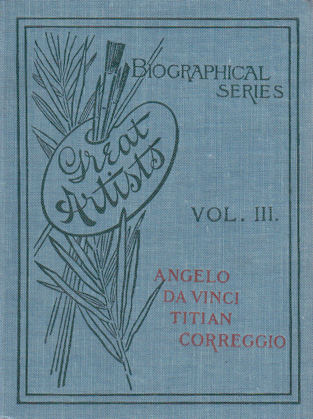 BIOGRAPHICAL
SERIES
Great
Artists
VOL. III.
ANGELO
DA VINCI
TITIAN
CORREGGIO